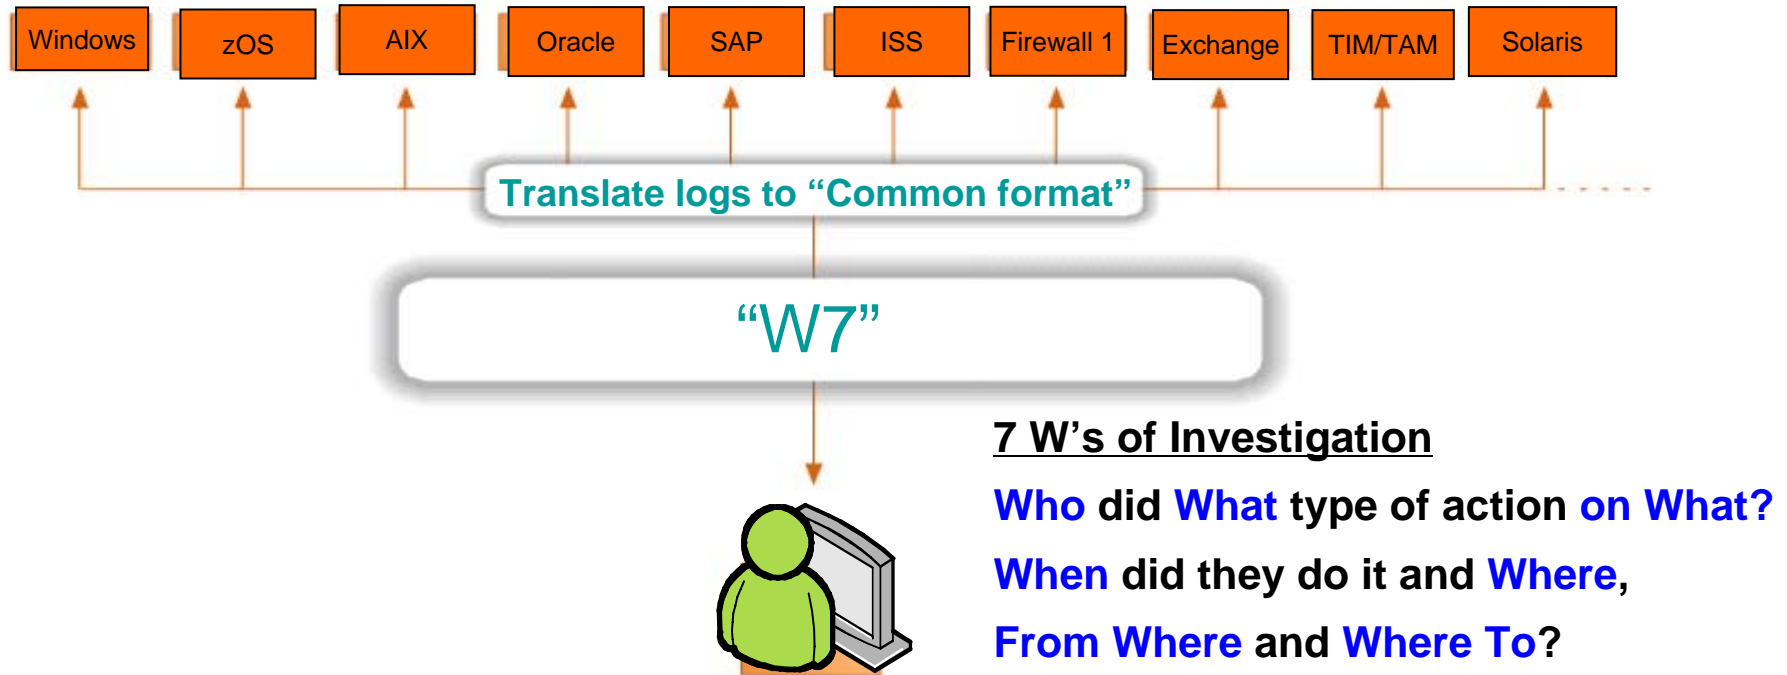 Windows
zOS
AIX
Oracle
SAP
ISS
Firewall 1
Exchange
TIM/TAM
Solaris
Translate logs to “Common format”
“W7”
7 W’s of Investigation
Who did What type of action on What?
When did they do it and Where,
From Where and Where To?